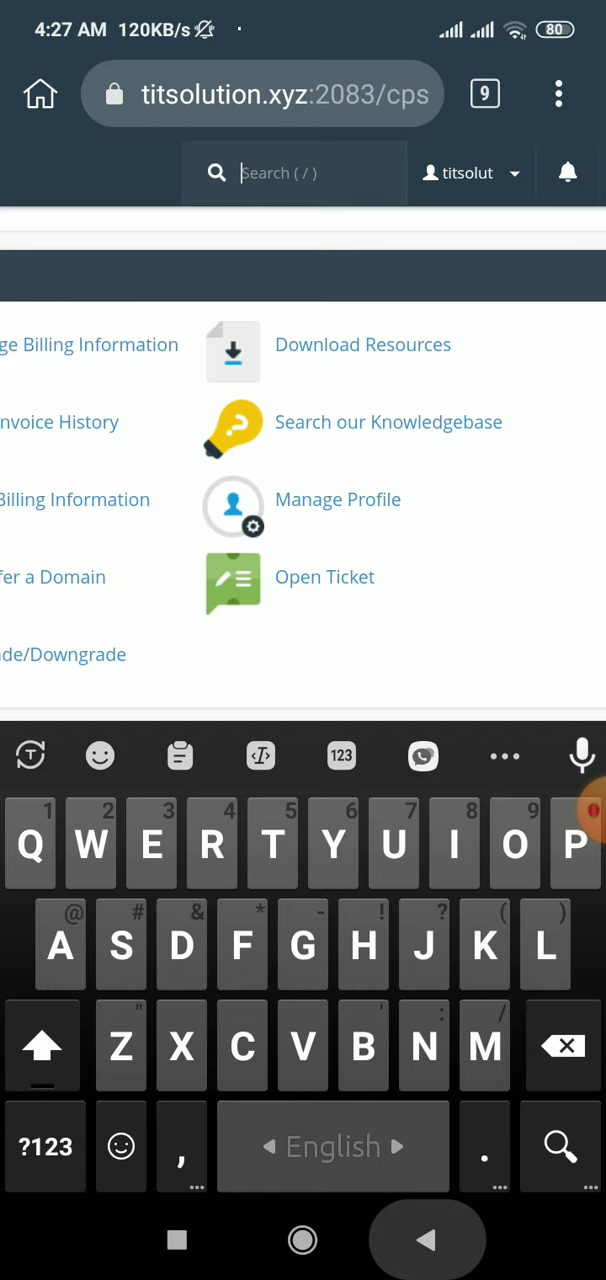 4:27 AM 120KB/s 80
titsolution.xyz:2083/cps 9
Search ( / ) titsolut
ge Billing Information Download Resources
nvoice History Search our Knowledgebase
Billing Information Manage Profile
fer a Domain Open Ticket
de/Downgrade
T 123
1 2 3 4 5 6 7 8 9 0
Q W E R T Y U I O P
@ # & * - ! ? ( )
A S D F G H J K L
" ' : /
Z X C V B N M
?123 , English .